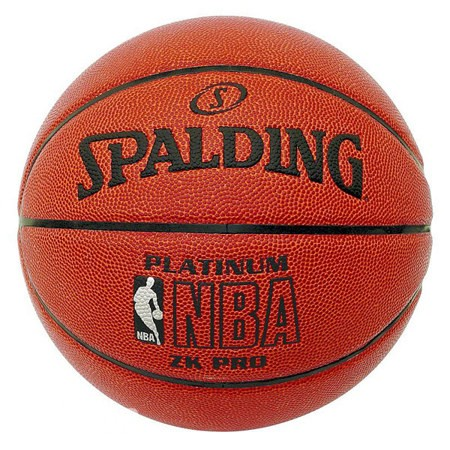 S
SPALDING
PLATINUM
NBA
NBA
ZK PRO